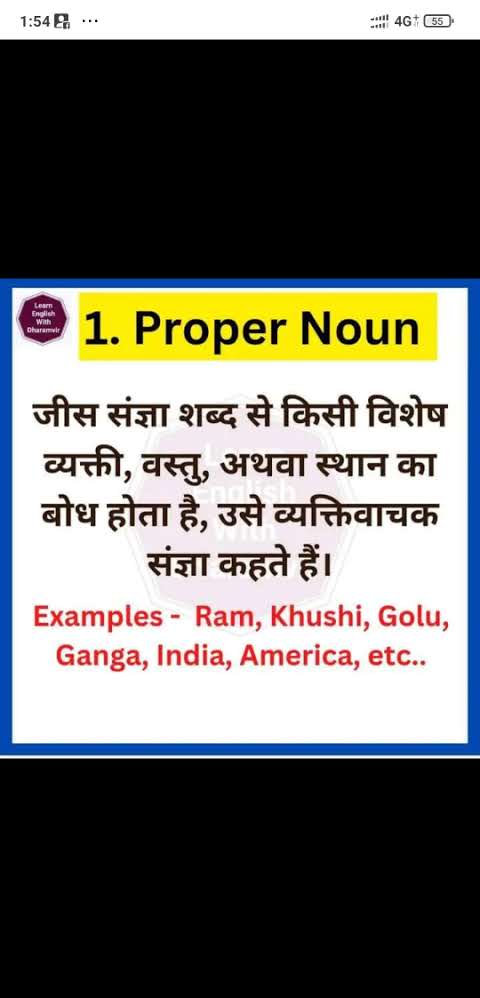 1:54 ...
4G+ 55
Learn
English
With
Dharamvir
1. Proper Noun
जीस संज्ञा शब्द से किसी विशेष
व्यक्ती, वस्तु, अथवा स्थान का
बोध होता है, उसे व्यक्तिवाचक
संज्ञा कहते हैं।
Examples - Ram, Khushi, Golu,
Ganga, India, America, etc..